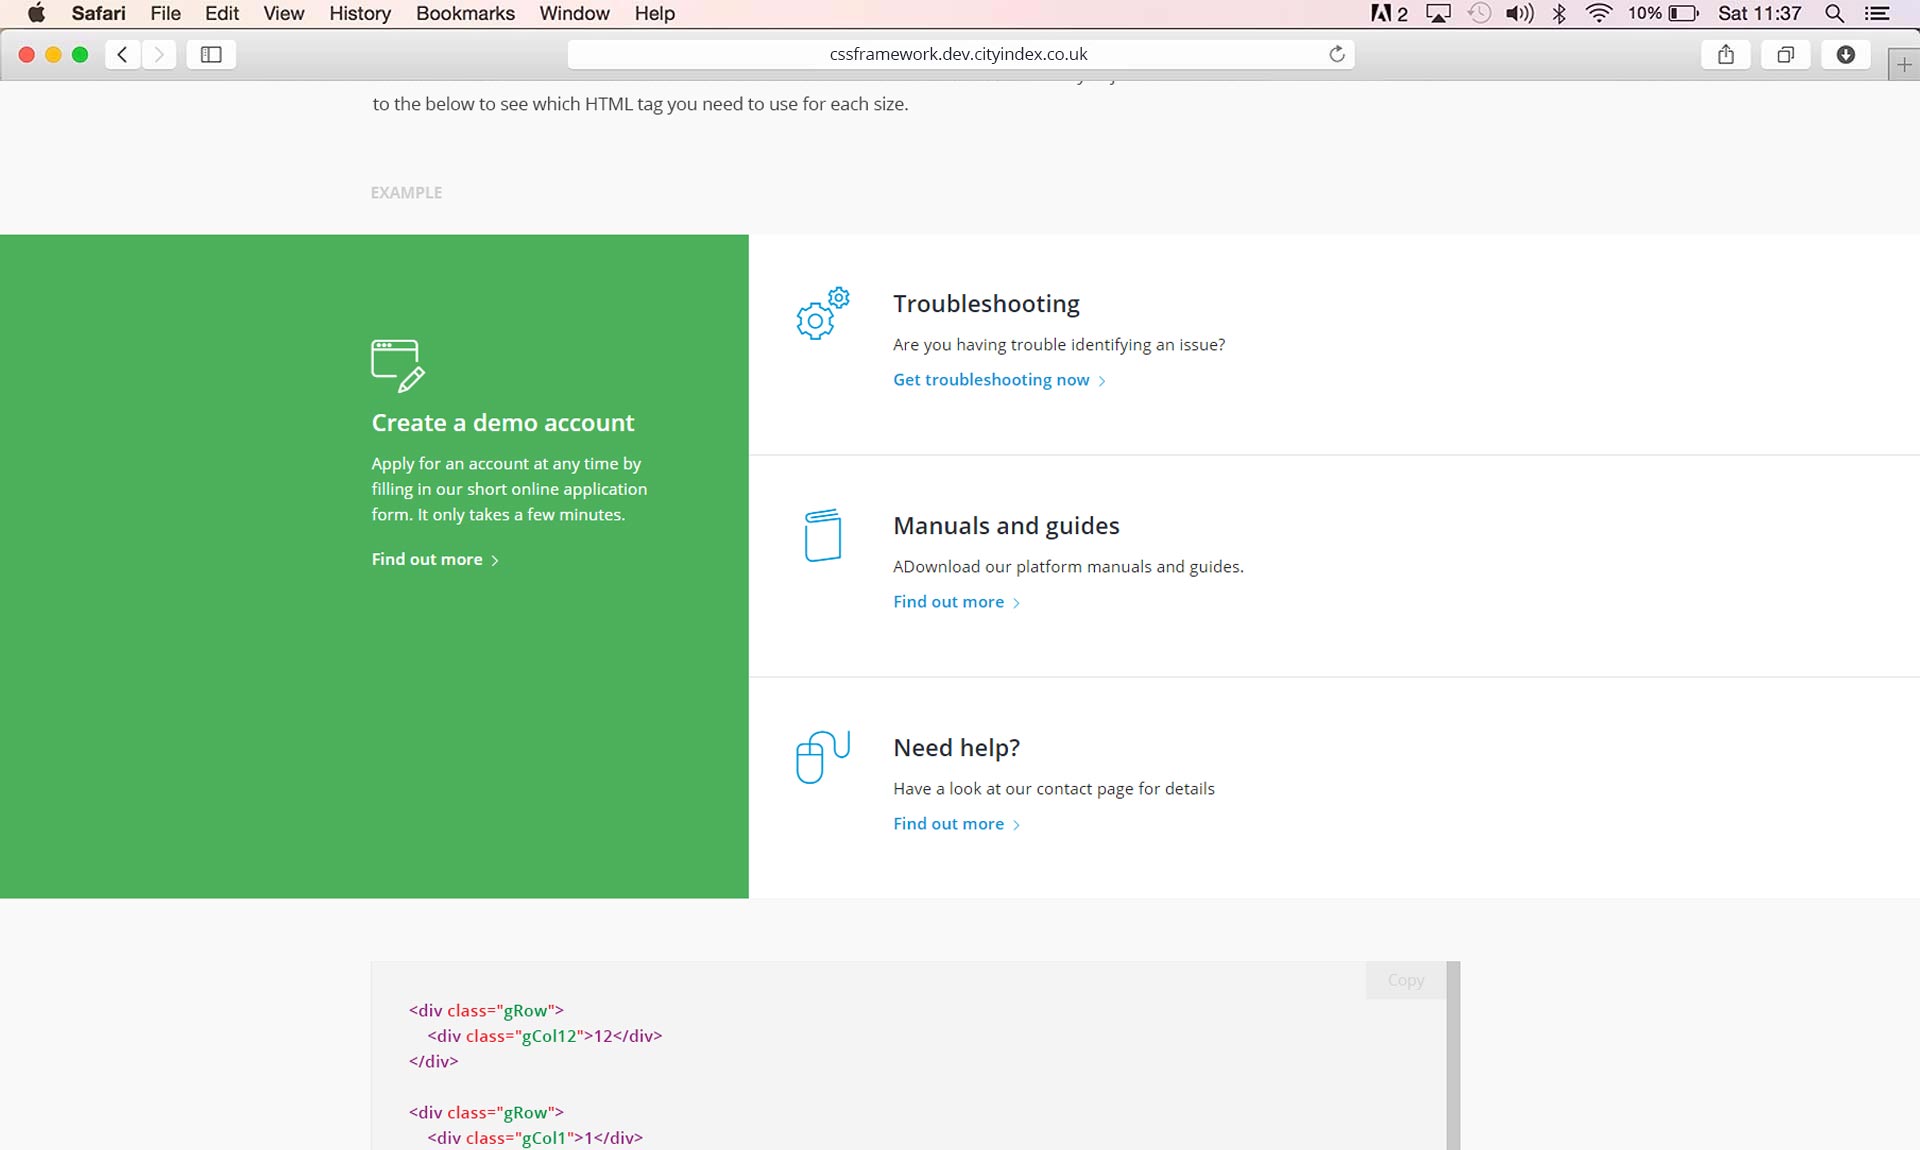 Safari File Edit View History Bookmarks Window Help 2 10% Sat 11:37
cssframework.dev.cityindex.co.uk
to the below to see which HTML tag you need to use for each size.
EXAMPLE
Create a demo account
Apply for an account at any time by
filling in our short online application
form. It only takes a few minutes.
Find out more
Troubleshooting
Are you having trouble identifying an issue?
Get troubleshooting now
Manuals and guides
ADownload our platform manuals and guides.
Find out more
Need help?
Have a look at our contact page for details
Find out more
Copy
<div class="gRow">
<div class="gCol12">12</div>
</div>
<div class="gRow">
<div class="gCol1">1</div>